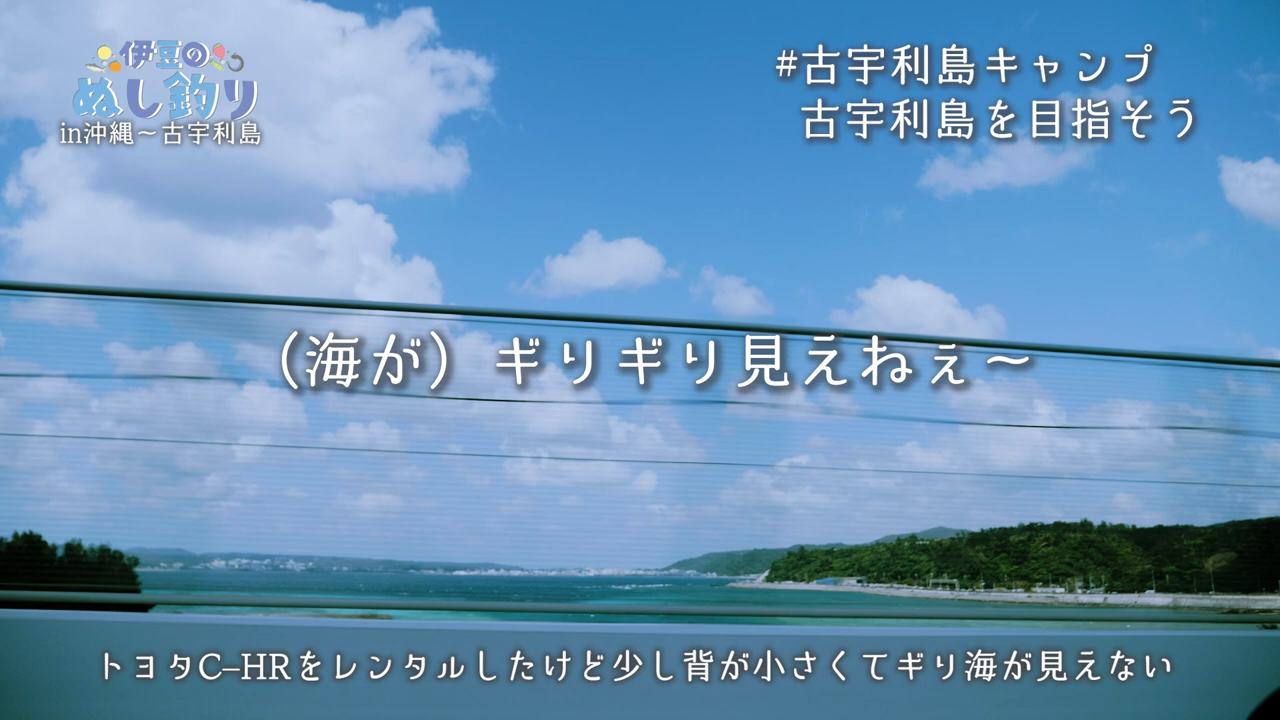 伊豆の
ぬし釣り
in沖縄～古宇利島
#古宇利島キャンプ
古宇利島を目指そう
（海が）ギリギリ見えねぇ～
トヨタC–HRをレンタルしたけど少し背が小さくてギリ海が見えない